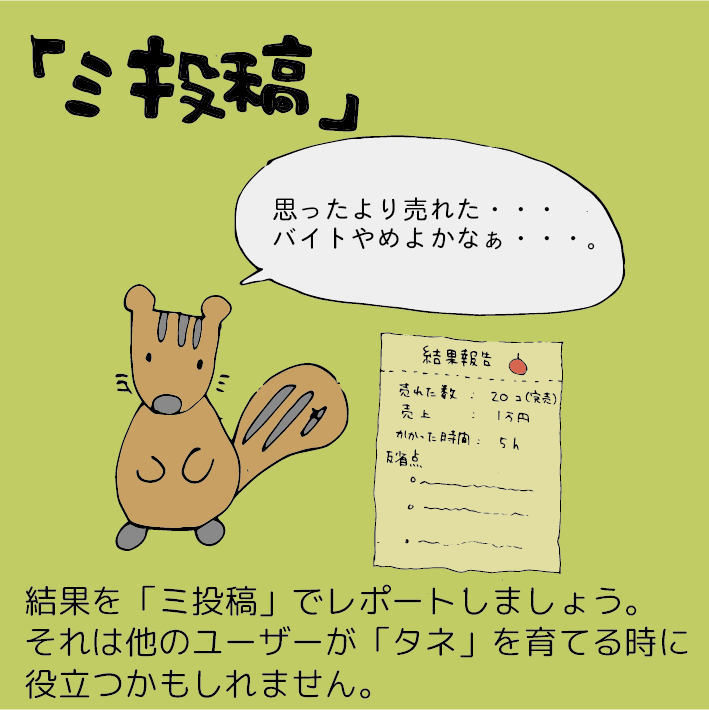 「ミ投稿」
思ったより売れた・・・
バイトやめよかなぁ・・・。
結果報告
売れた数 : 20コ(完売)
売上 : 1万円
かかった時間 : 5h
反省点
結果を「ミ投稿」でレポートしましょう。
それは他のユーザーが「タネ」を育てる時に
役立つかもしれません。